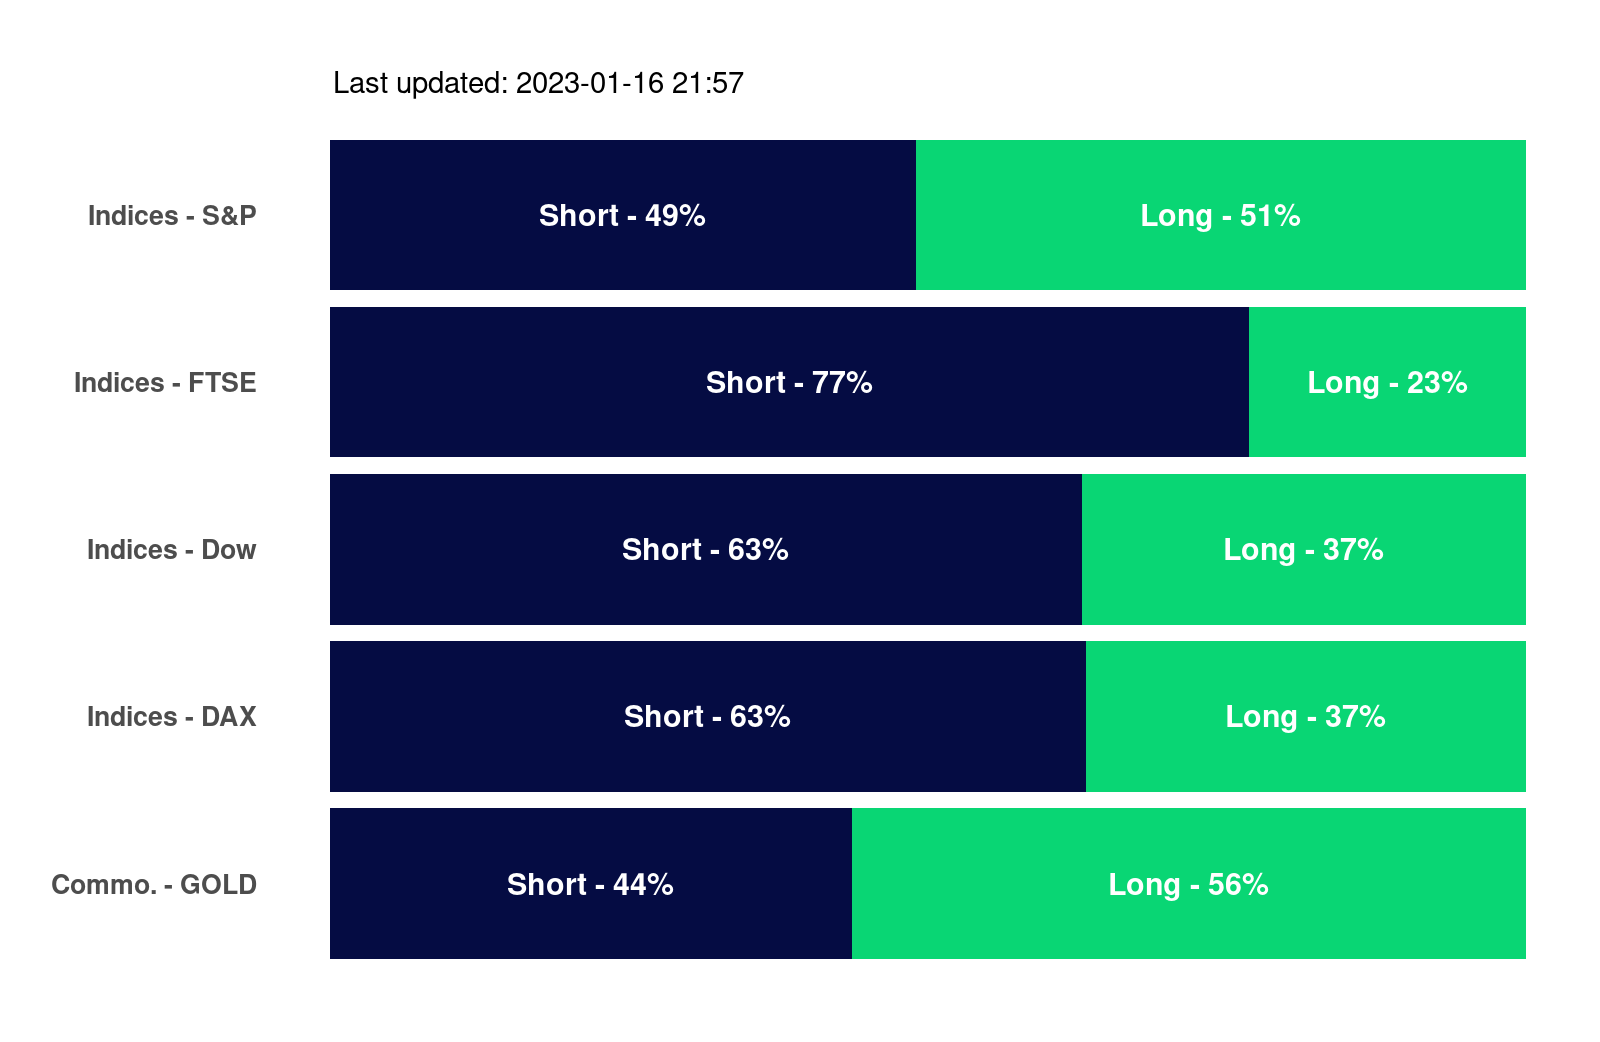 Last updated: 2023-01-16 21:57
Indices - S&P Short - 49% Long - 51%
Indices - FTSE Short - 77% Long - 23%
Indices - Dow Short - 63% Long - 37%
Indices - DAX Short - 63% Long - 37%
Commo. - GOLD Short - 44% Long - 56%